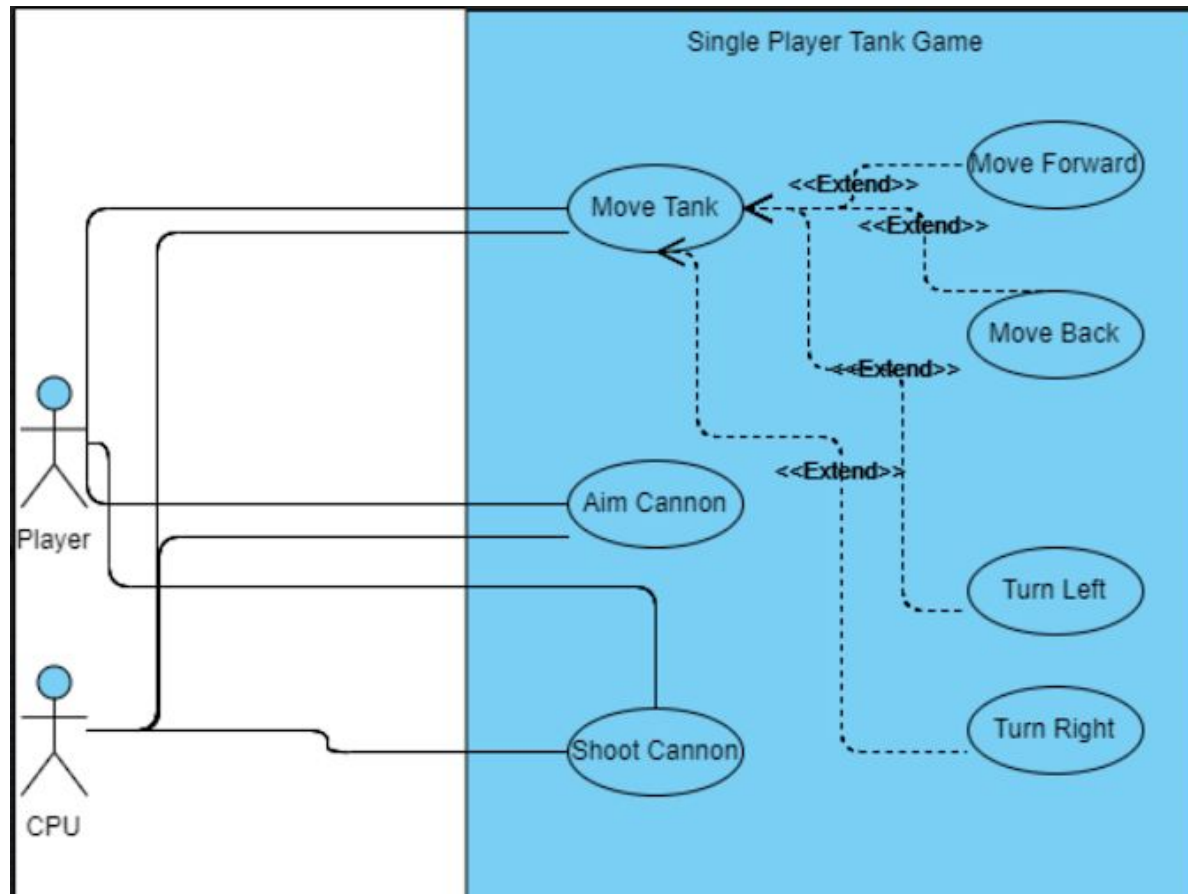 Single Player Tank Game
Move Forward
<<Extend>>
Move Tank
<<Extend>>
Move Back
<<Extend>>
<<Extend>>
Aim Cannon
Player
Turn Left
Turn Right
Shoot Cannon
CPU